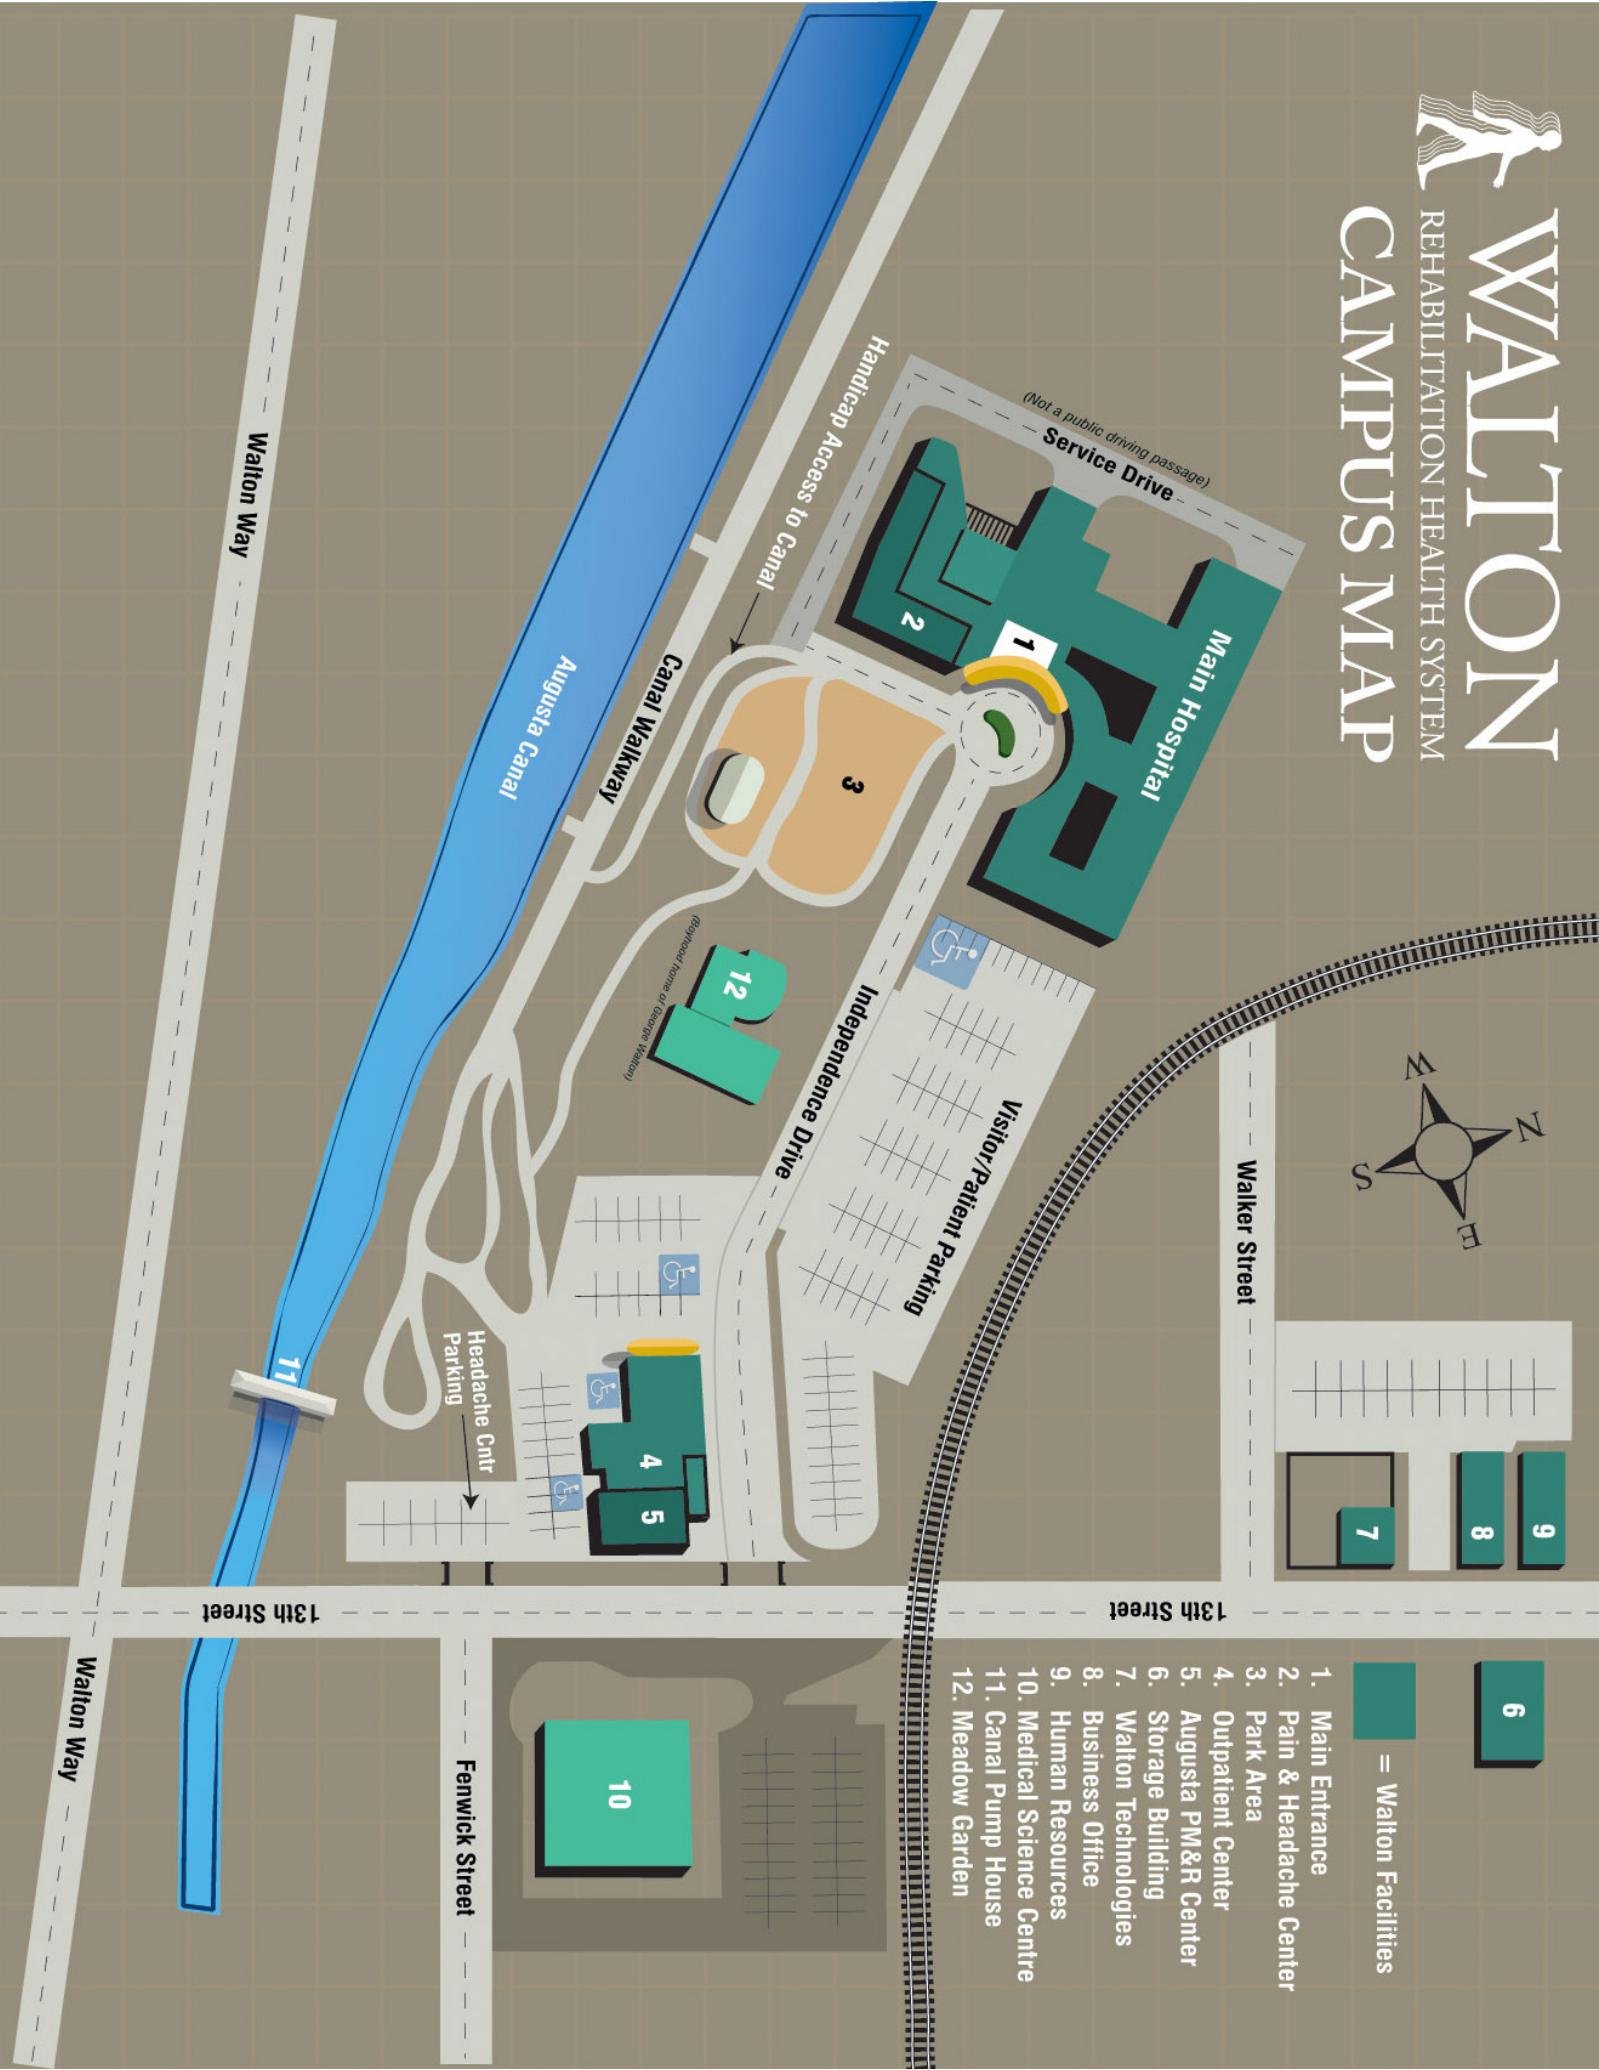 WALTON
REHABILITATION HEALTH SYSTEM
CAMPUS MAP
N
W
E
S
(Not a public driving passage)
Service Drive
Main Hospital
1
2
3
Handicap Access to Canal
Canal Walkway
Augusta Canal
Walton Way
12
(Boyhood home of George Walton)
Independence Drive
Visitor/Patient Parking
Walker Street
Headache Cntr
Parking
4
5
11
9
8
7
13th Street
13th Street
6
= Walton Facilities
1. Main Entrance
2. Pain & Headache Center
3. Park Area
4. Outpatient Center
5. Augusta PM&R Center
6. Storage Building
7. Walton Technologies
8. Business Office
9. Human Resources
10. Medical Science Centre
11. Canal Pump House
12. Meadow Garden
10
Fenwick Street
Walton Way